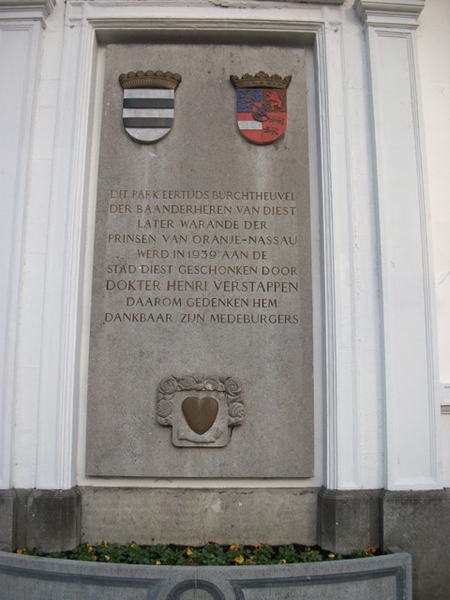 DIT PARK EERTIJDS BURCHTHEUVEL
DER BAANDERHEREN VAN DIEST
LATER WARANDE DER
PRINSEN VAN ORANJE-NASSAU
WERD IN 1939 AAN DE
STAD DIEST GESCHONKEN DOOR
DOKTER HENRI VERSTAPPEN
DAAROM GEDENKEN HEM
DANKBAAR ZIJN MEDEBURGERS